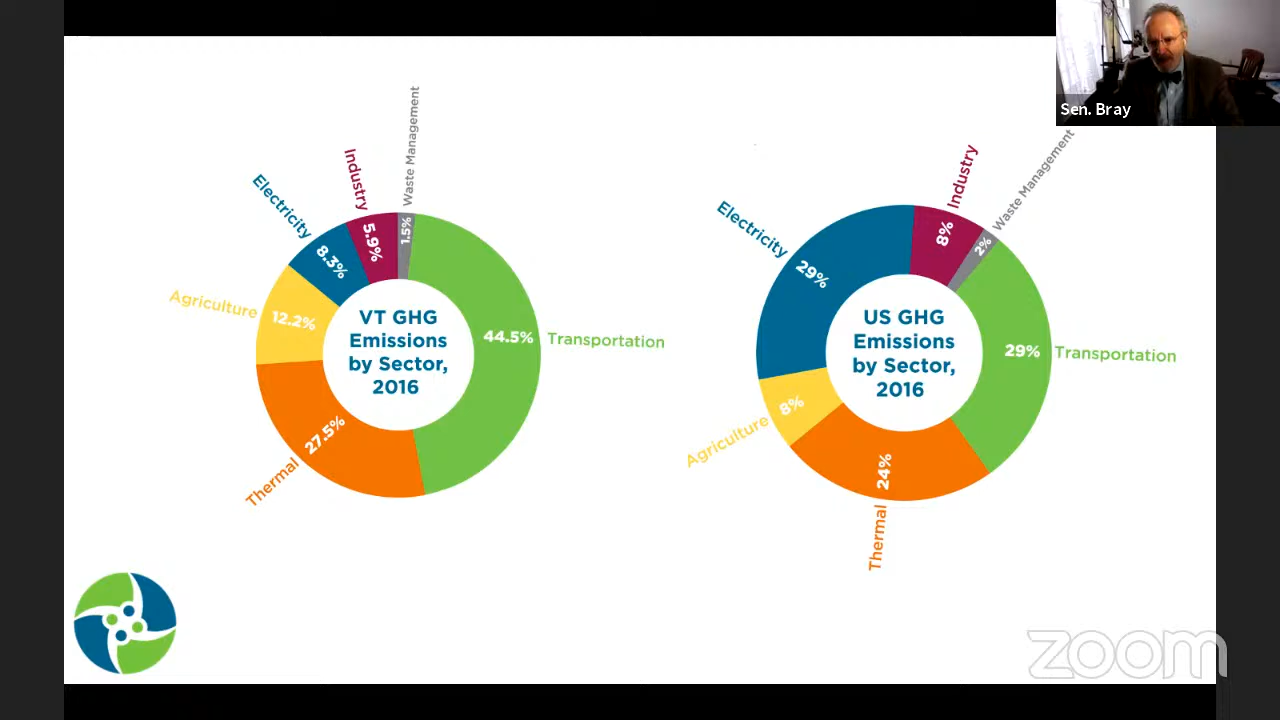 Sen. Bray
Waste Management
1.5%
Industry
5.9%
Electricity
8.3%
Agriculture
12.2%
Thermal
27.5%
44.5%
Transportation
VT GHG
Emissions
by Sector,
2016
Waste Management
2%
Industry
8%
Electricity
29%
Agriculture
8%
Thermal
24%
29%
Transportation
US GHG
Emissions
by Sector,
2016
zoom